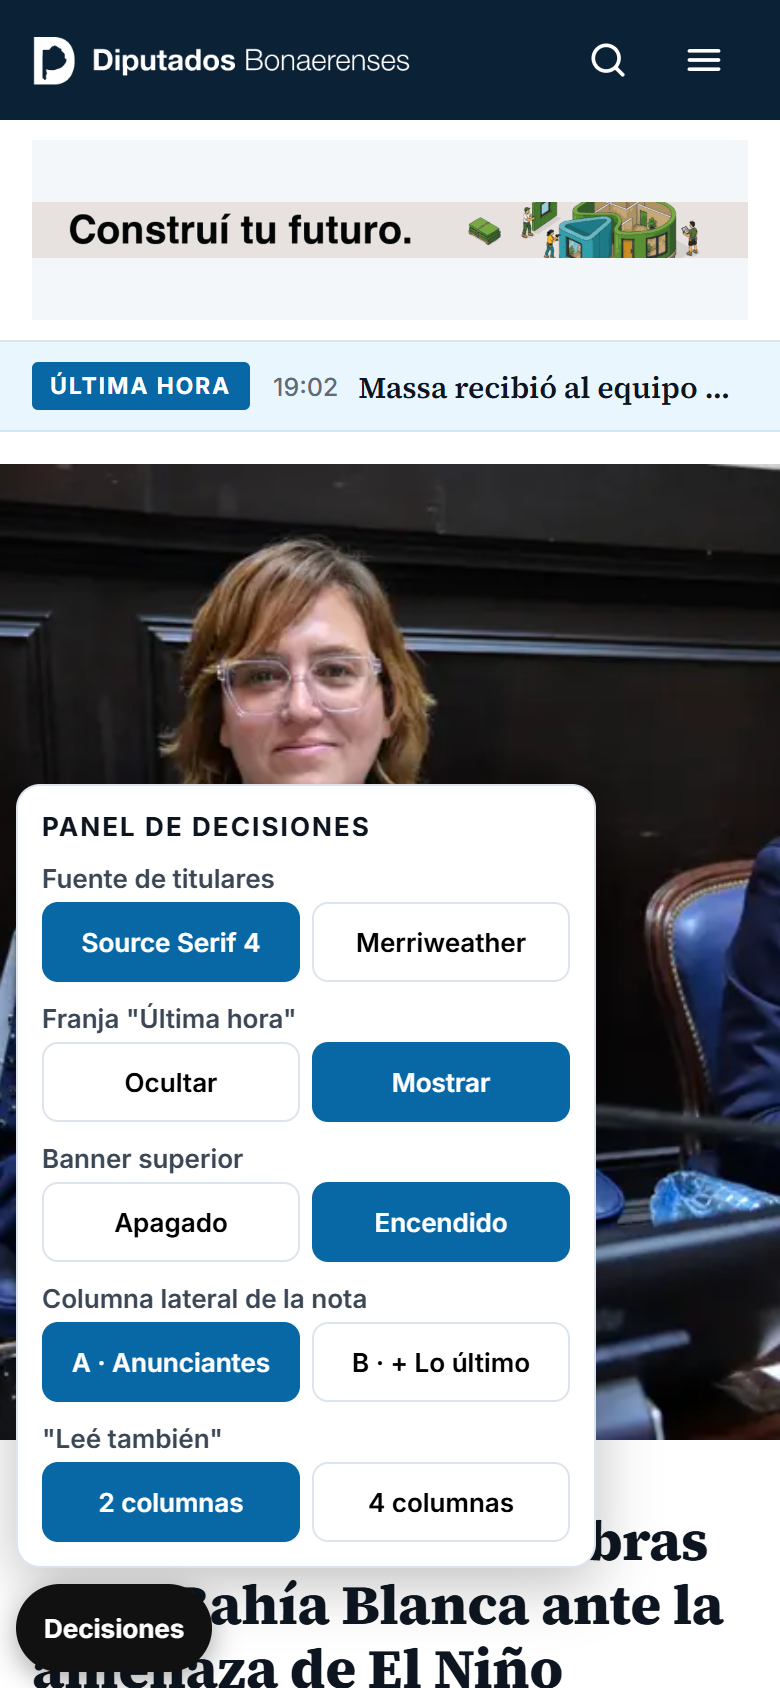 Diputados Bonaerenses
Construí tu futuro.
ÚLTIMA HORA 19:02 Massa recibió al equipo ...
PANEL DE DECISIONES
Fuente de titulares
Source Serif 4 Merriweather
Franja "Última hora"
Ocultar Mostrar
Banner superior
Apagado Encendido
Columna lateral de la nota
A · Anunciantes B · + Lo último
"Leé también"
2 columnas 4 columnas
bras
Bahía Blanca ante la
Decisiones
amenaza de El Niño